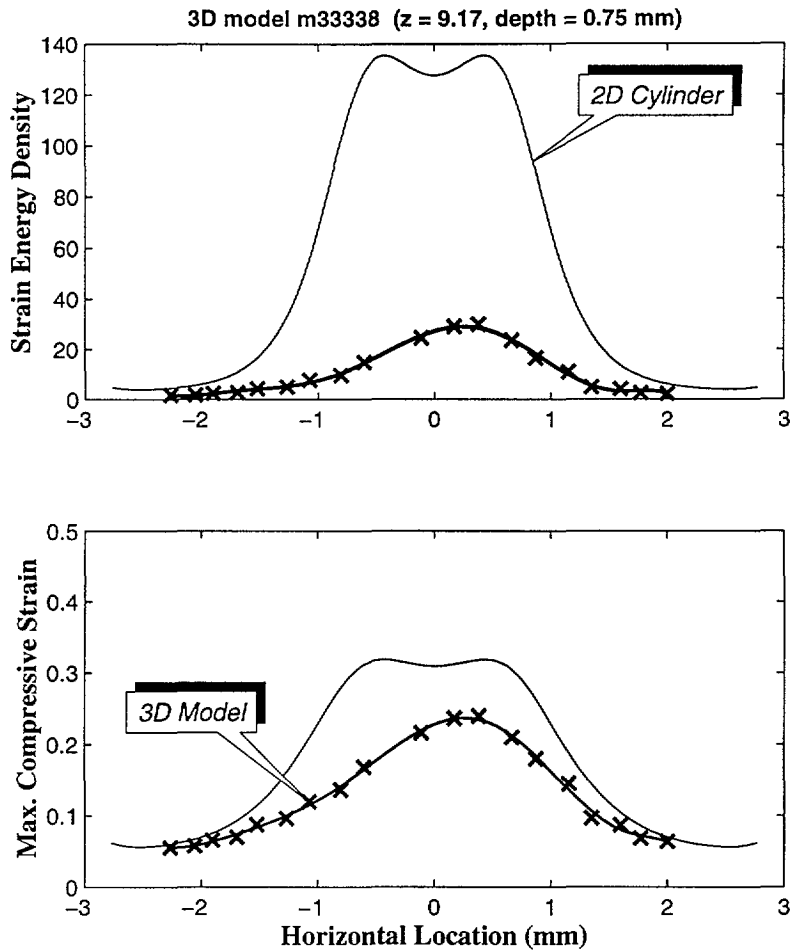 3D model m33338 (z = 9.17, depth = 0.75 mm)
Strain Energy Density
140
120
100
80
60
40
20
0
2D Cylinder
−3 −2 −1 0 1 2 3
Max. Compressive Strain
0.5
0.4
0.3
0.2
0.1
0
3D Model
−3 −2 −1 0 1 2 3
Horizontal Location (mm)